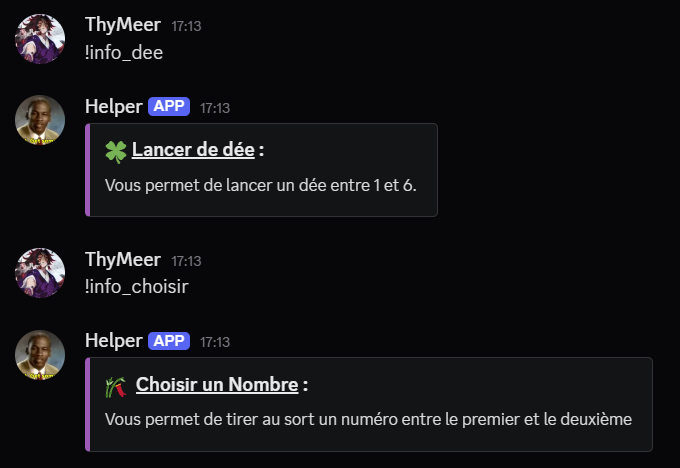 ThyMeer 17:13
!info_dee
Helper APP 17:13
🍀 Lancer de dée :
Vous permet de lancer un dée entre 1 et 6.
ThyMeer 17:13
!info_choisir
Helper APP 17:13
🎋 Choisir un Nombre :
Vous permet de tirer au sort un numéro entre le premier et le deuxième